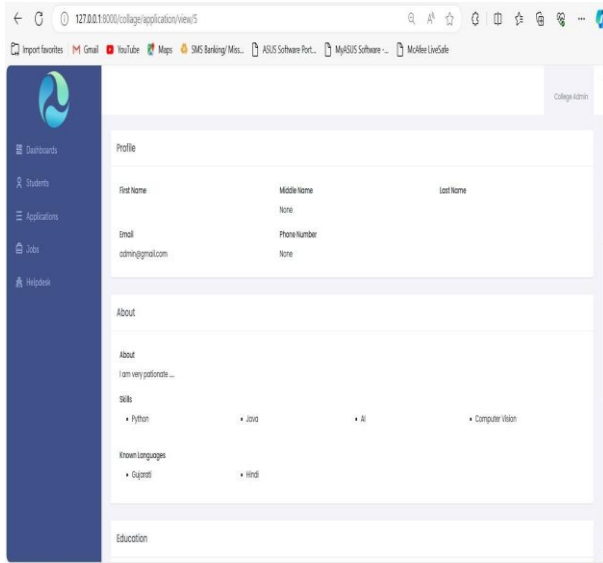 127.0.0.1:8000/collage/application/view/5
Import favorites M Gmail YouTube Maps SMS Banking/ Miss... ASUS Software Port... MyASUS Software -... McAfee LiveSafe
College Admin
Dashboards
Students
Applications
Jobs
Helpdesk
Profile
First Name Middle Name Last Name
None
Email Phone Number
admin@gmail.com None
About
About
I am very pationate ....
Skills
• Python • Java • AI • Computer Vision
Known Languages
• Gujarati • Hindi
Education